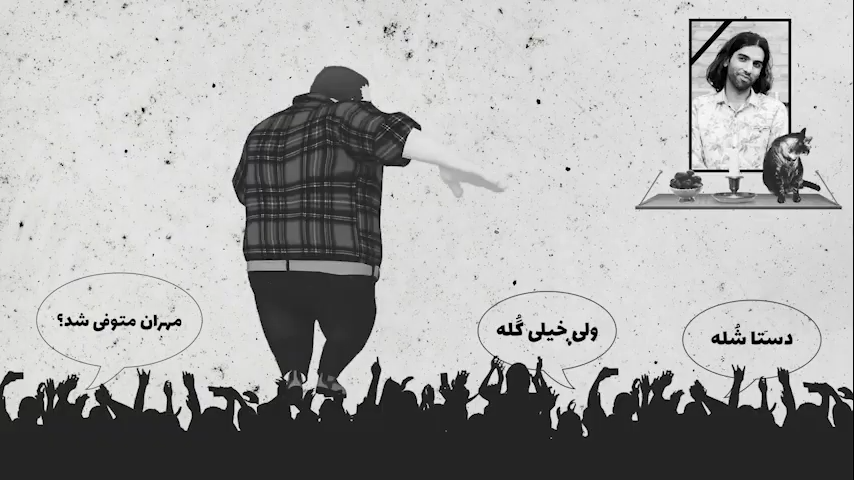 مهران متوفی شد؟
ولی خیلی گُله
دستا شُله